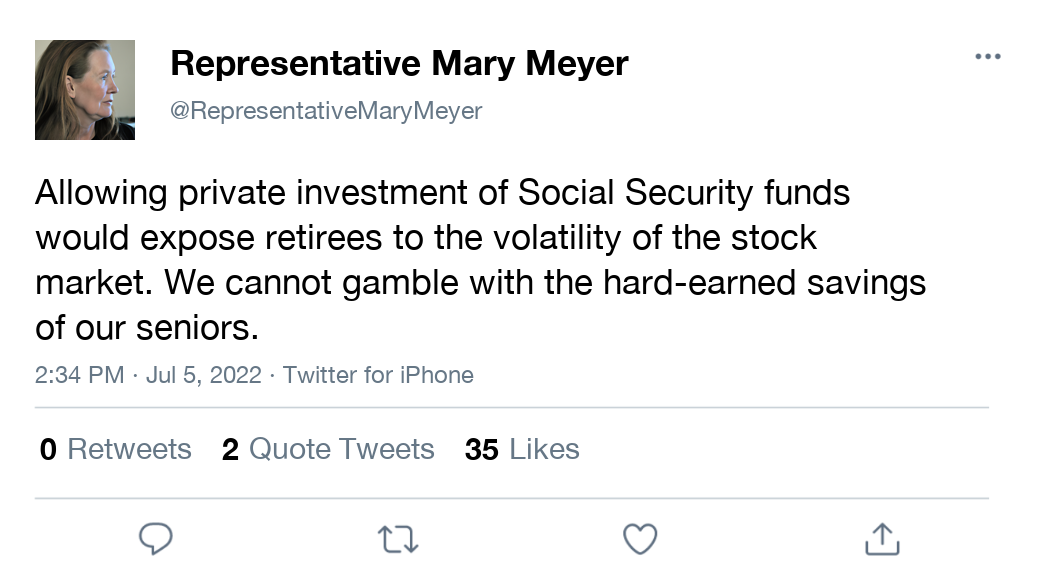 Representative Mary Meyer
@RepresentativeMaryMeyer
Allowing private investment of Social Security funds
would expose retirees to the volatility of the stock
market. We cannot gamble with the hard-earned savings
of our seniors.
2:34 PM · Jul 5, 2022 · Twitter for iPhone
0 Retweets 2 Quote Tweets 35 Likes